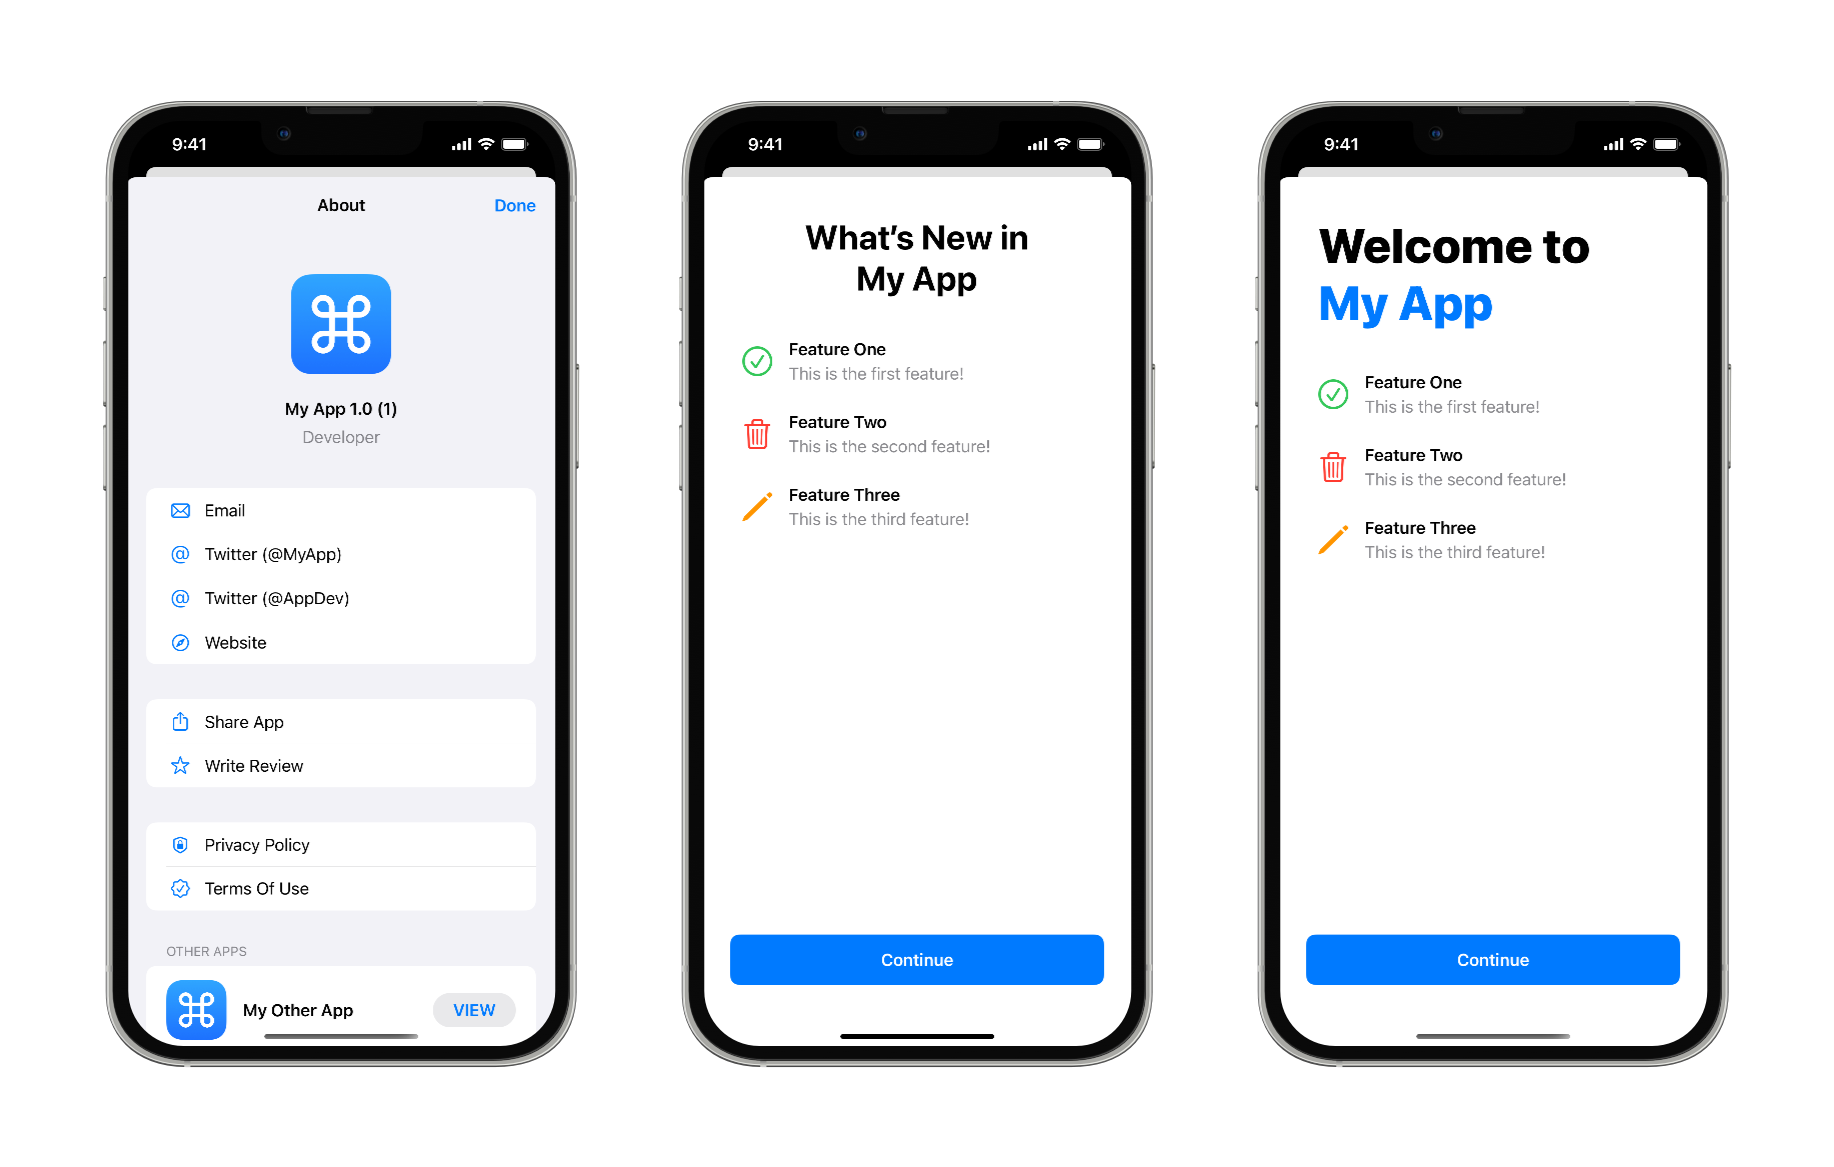 9:41
About
Done
My App 1.0 (1)
Developer
Email
Twitter (@MyApp)
Twitter (@AppDev)
Website
Share App
Write Review
Privacy Policy
Terms Of Use
OTHER APPS
My Other App
VIEW
9:41
What's New in
My App
Feature One
This is the first feature!
Feature Two
This is the second feature!
Feature Three
This is the third feature!
Continue
9:41
Welcome to
My App
Feature One
This is the first feature!
Feature Two
This is the second feature!
Feature Three
This is the third feature!
Continue